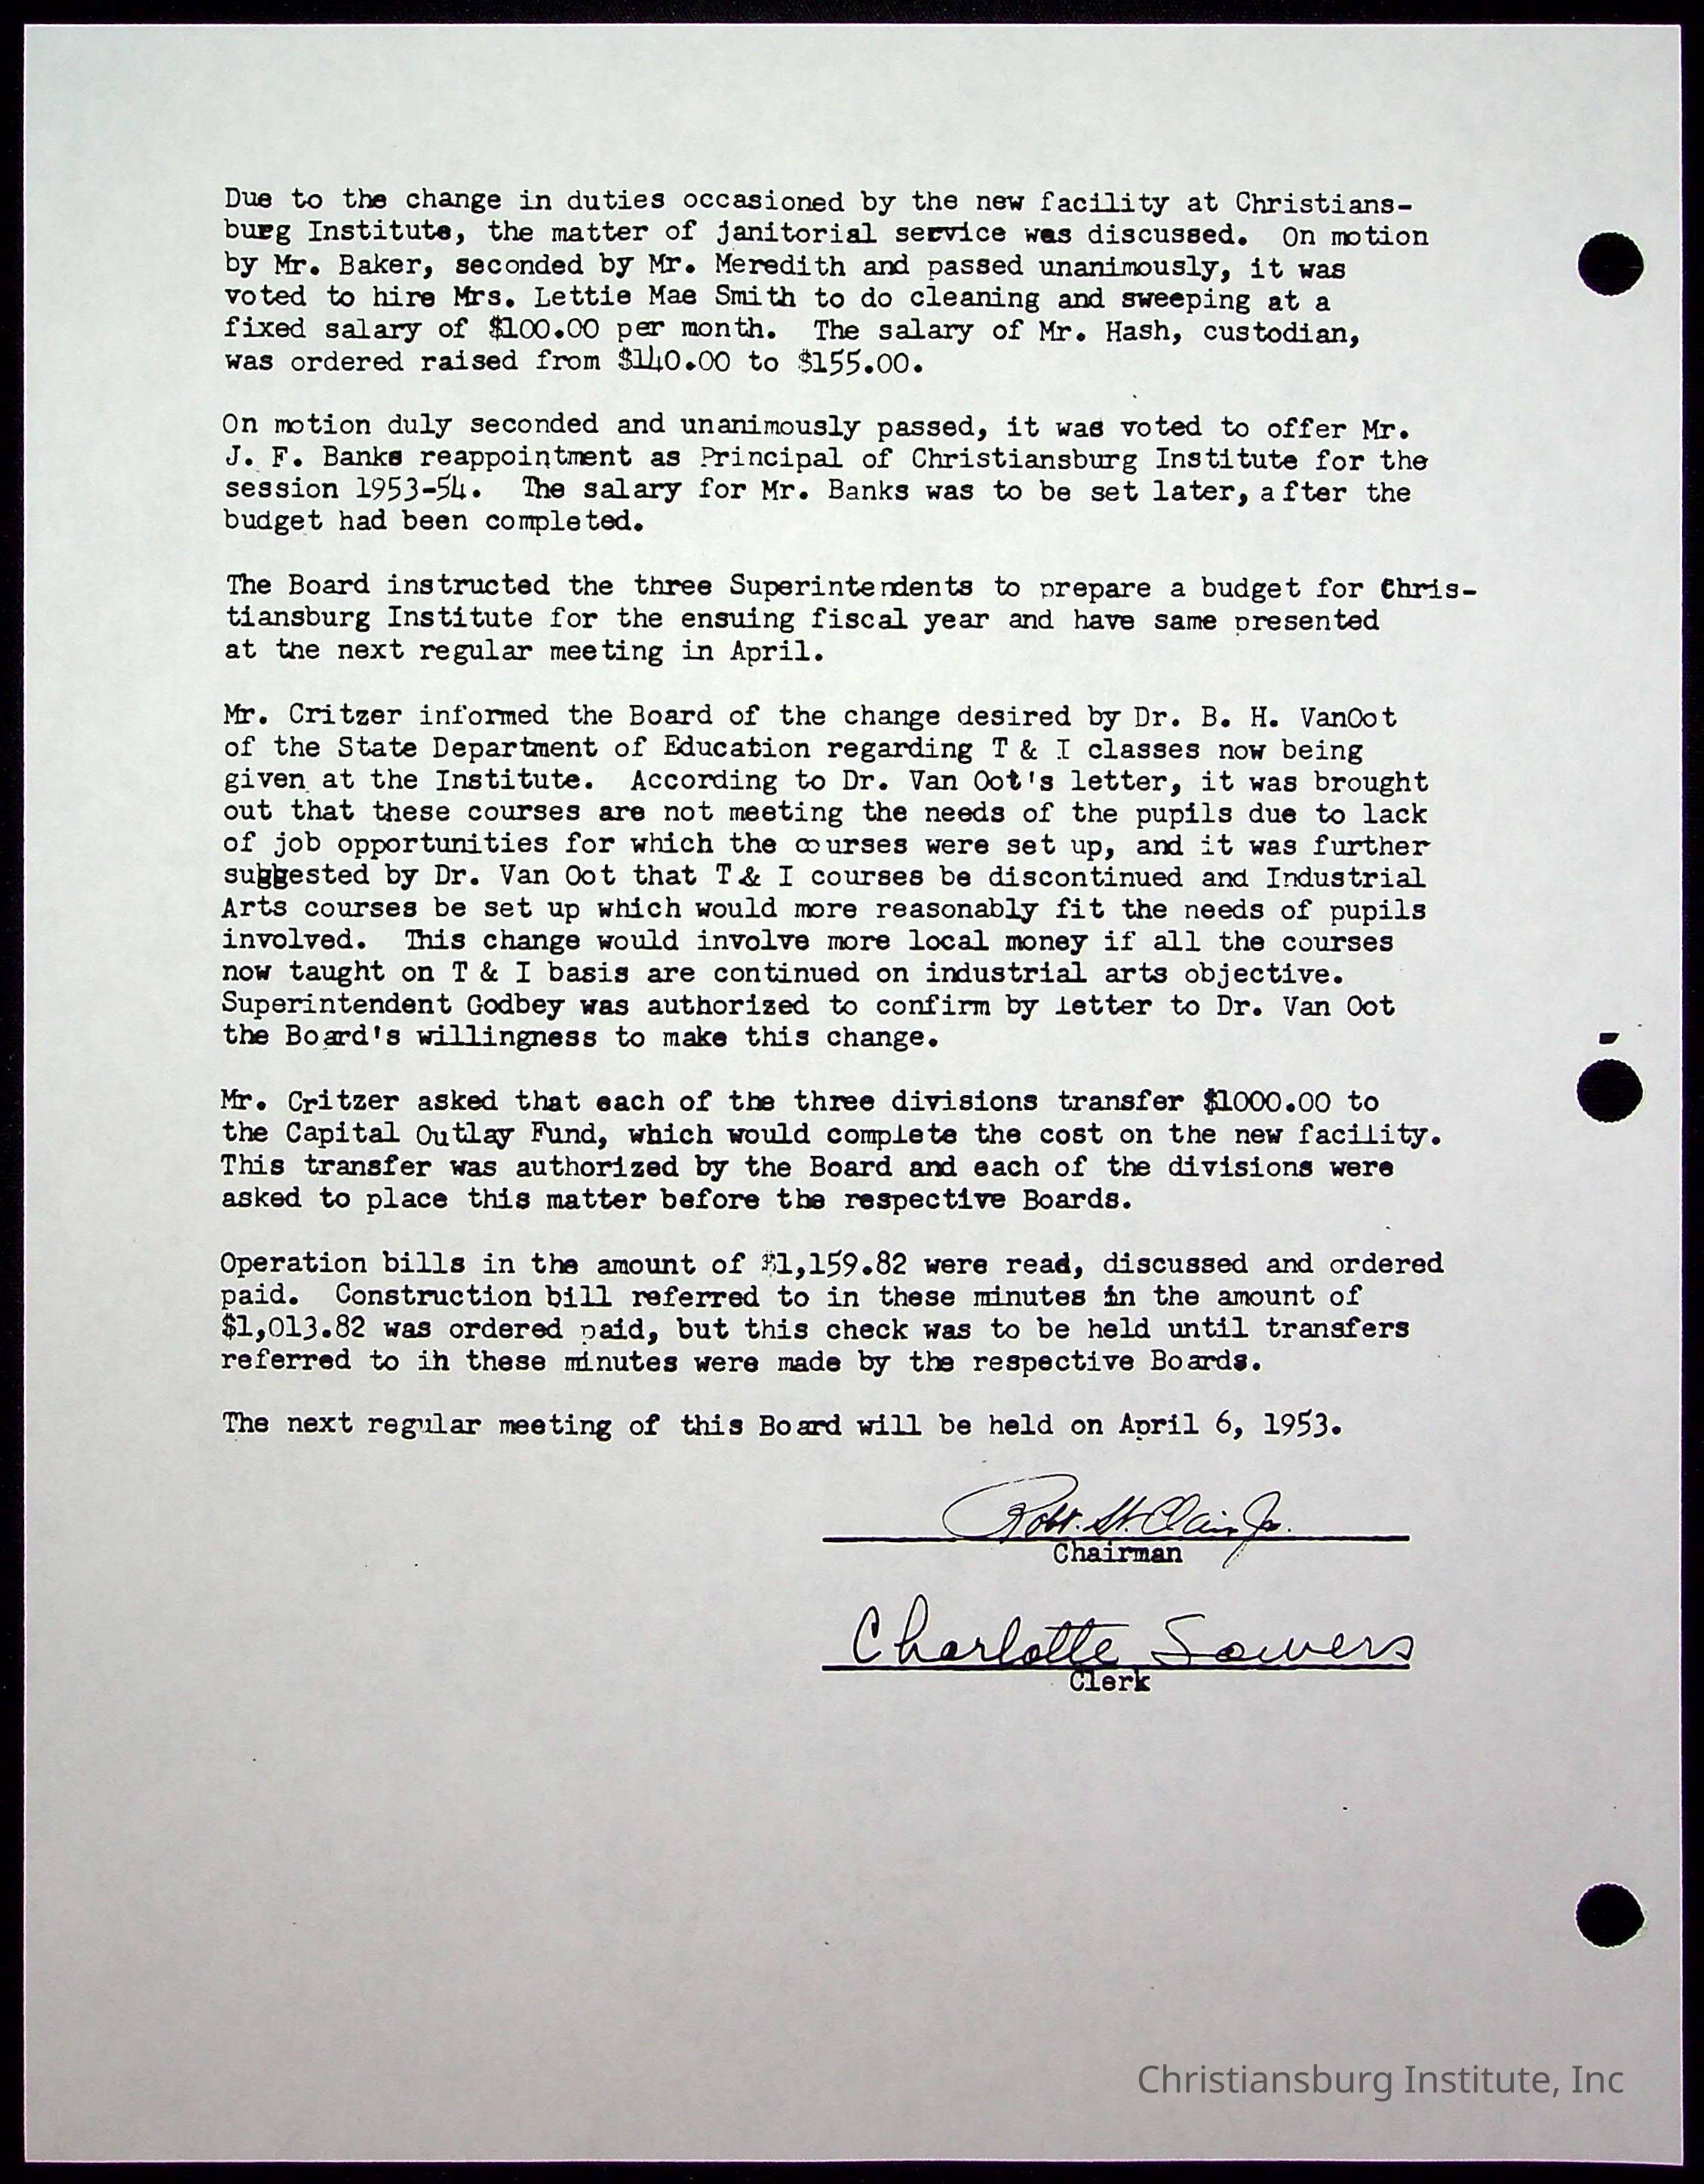 Due to the change in duties occasioned by the new facility at Christians-
burg Institute, the matter of janitorial service was discussed.  On motion
by Mr. Baker, seconded by Mr. Meredith and passed unanimously, it was
voted to hire Mrs. Lettie Mae Smith to do cleaning and sweeping at a
fixed salary of $100.00 per month.  The salary of Mr. Hash, custodian,
was ordered raised from $140.00 to $155.00.
On motion duly seconded and unanimously passed, it was voted to offer Mr.
J. F. Banks reappointment as Principal of Christiansburg Institute for the
session 1953-54.  The salary for Mr. Banks was to be set later, after the
budget had been completed.
The Board instructed the three Superintendents to prepare a budget for Chris-
tiansburg Institute for the ensuing fiscal year and have same presented
at the next regular meeting in April.
Mr. Critzer informed the Board of the change desired by Dr. B. H. VanOot
of the State Department of Education regarding T & I classes now being
given at the Institute.  According to Dr. Van Oot's letter, it was brought
out that these courses are not meeting the needs of the pupils due to lack
of job opportunities for which the courses were set up, and it was further
suggested by Dr. Van Oot that T & I courses be discontinued and Industrial
Arts courses be set up which would more reasonably fit the needs of pupils
involved.  This change would involve more local money if all the courses
now taught on T & I basis are continued on industrial arts objective.
Superintendent Godbey was authorized to confirm by letter to Dr. Van Oot
the Board's willingness to make this change.
Mr. Critzer asked that each of the three divisions transfer $1000.00 to
the Capital Outlay Fund, which would complete the cost on the new facility.
This transfer was authorized by the Board and each of the divisions were
asked to place this matter before the respective Boards.
Operation bills in the amount of $1,159.82 were read, discussed and ordered
paid.  Construction bill referred to in these minutes in the amount of
$1,013.82 was ordered paid, but this check was to be held until transfers
referred to ih these minutes were made by the respective Boards.
The next regular meeting of this Board will be held on April 6, 1953.
Robt. St. Clair Jr.
Chairman
Charlotte Sowers
Clerk
Christiansburg Institute, Inc